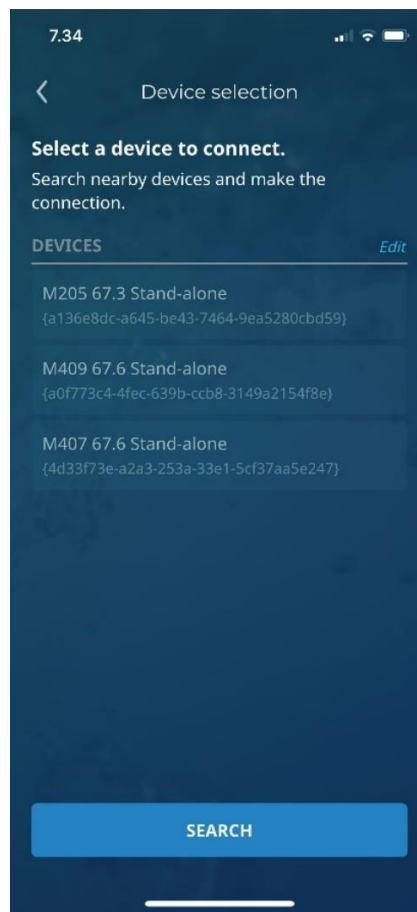 7.34
Device selection
Select a device to connect.
Search nearby devices and make the
connection.
DEVICES Edit
M205 67.3 Stand-alone
{a136e8dc-a645-be43-7464-9ea5280cbd59}
M409 67.6 Stand-alone
{a0f773c4-4fec-639b-ccb8-3149a2154f8e}
M407 67.6 Stand-alone
{4d33f73e-a2a3-253a-33e1-5cf37aa5e247}
SEARCH